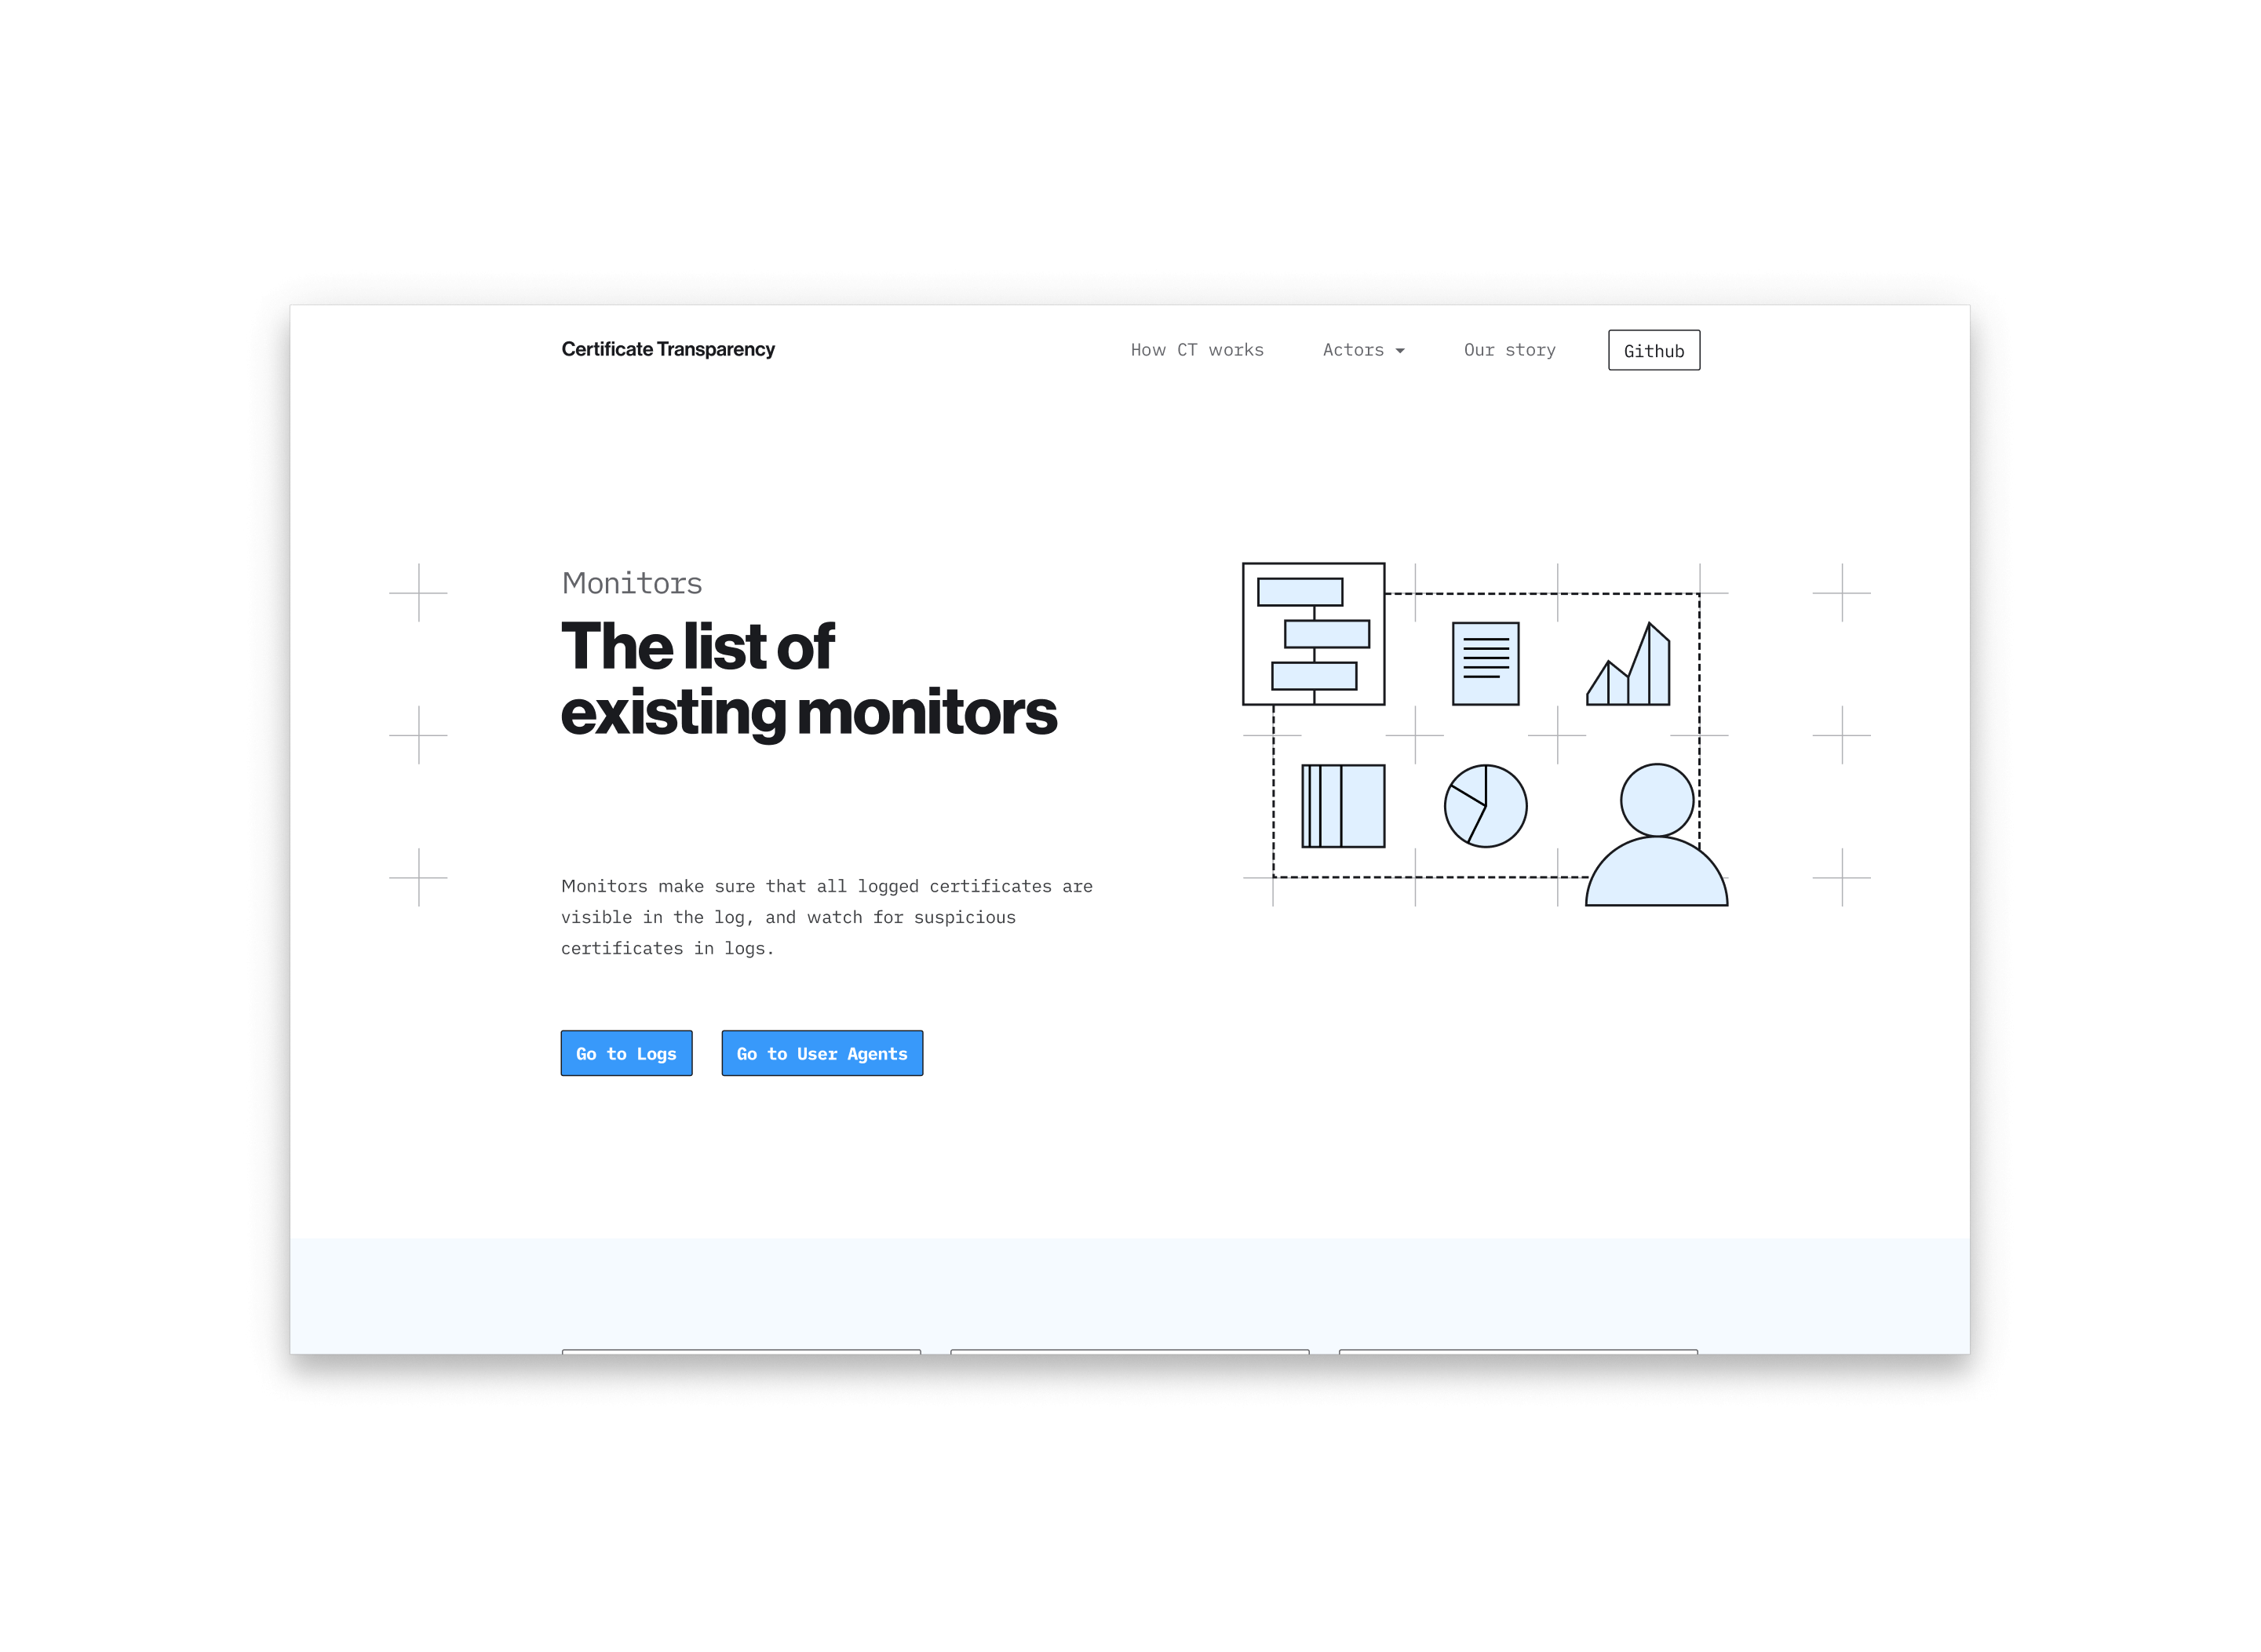 Certificate Transparency
How CT works
Actors
Our story
Github
Monitors
The list of
existing monitors
Monitors make sure that all logged certificates are
visible in the log, and watch for suspicious
certificates in logs.
Go to Logs
Go to User Agents